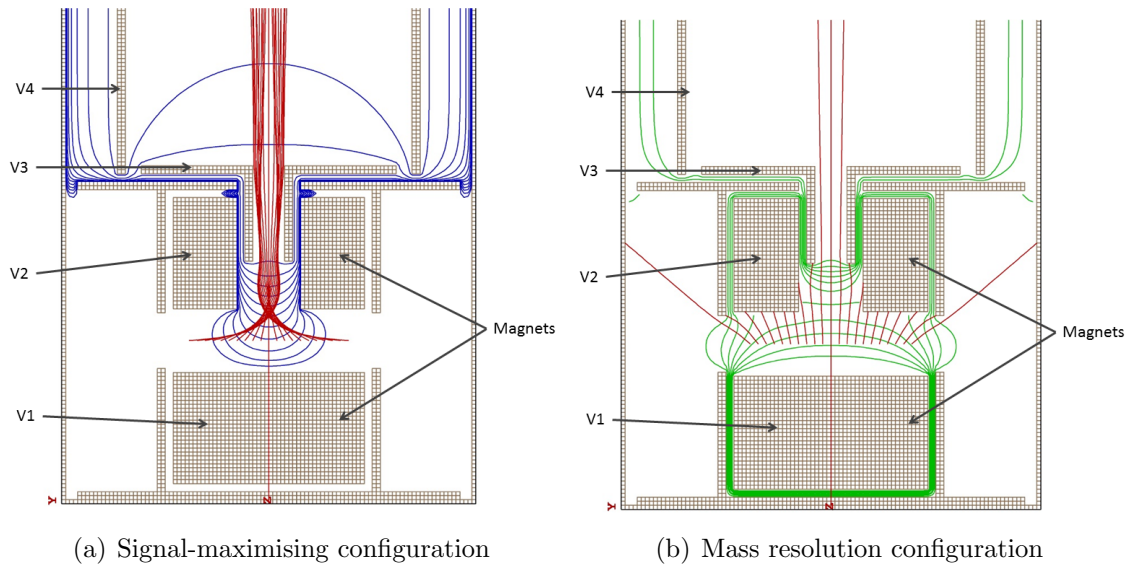 V4
V3
V2
V1
Magnets
Y
Z
V4
V3
V2
V1
Magnets
Y
Z
(a) Signal-maximising configuration
(b) Mass resolution configuration